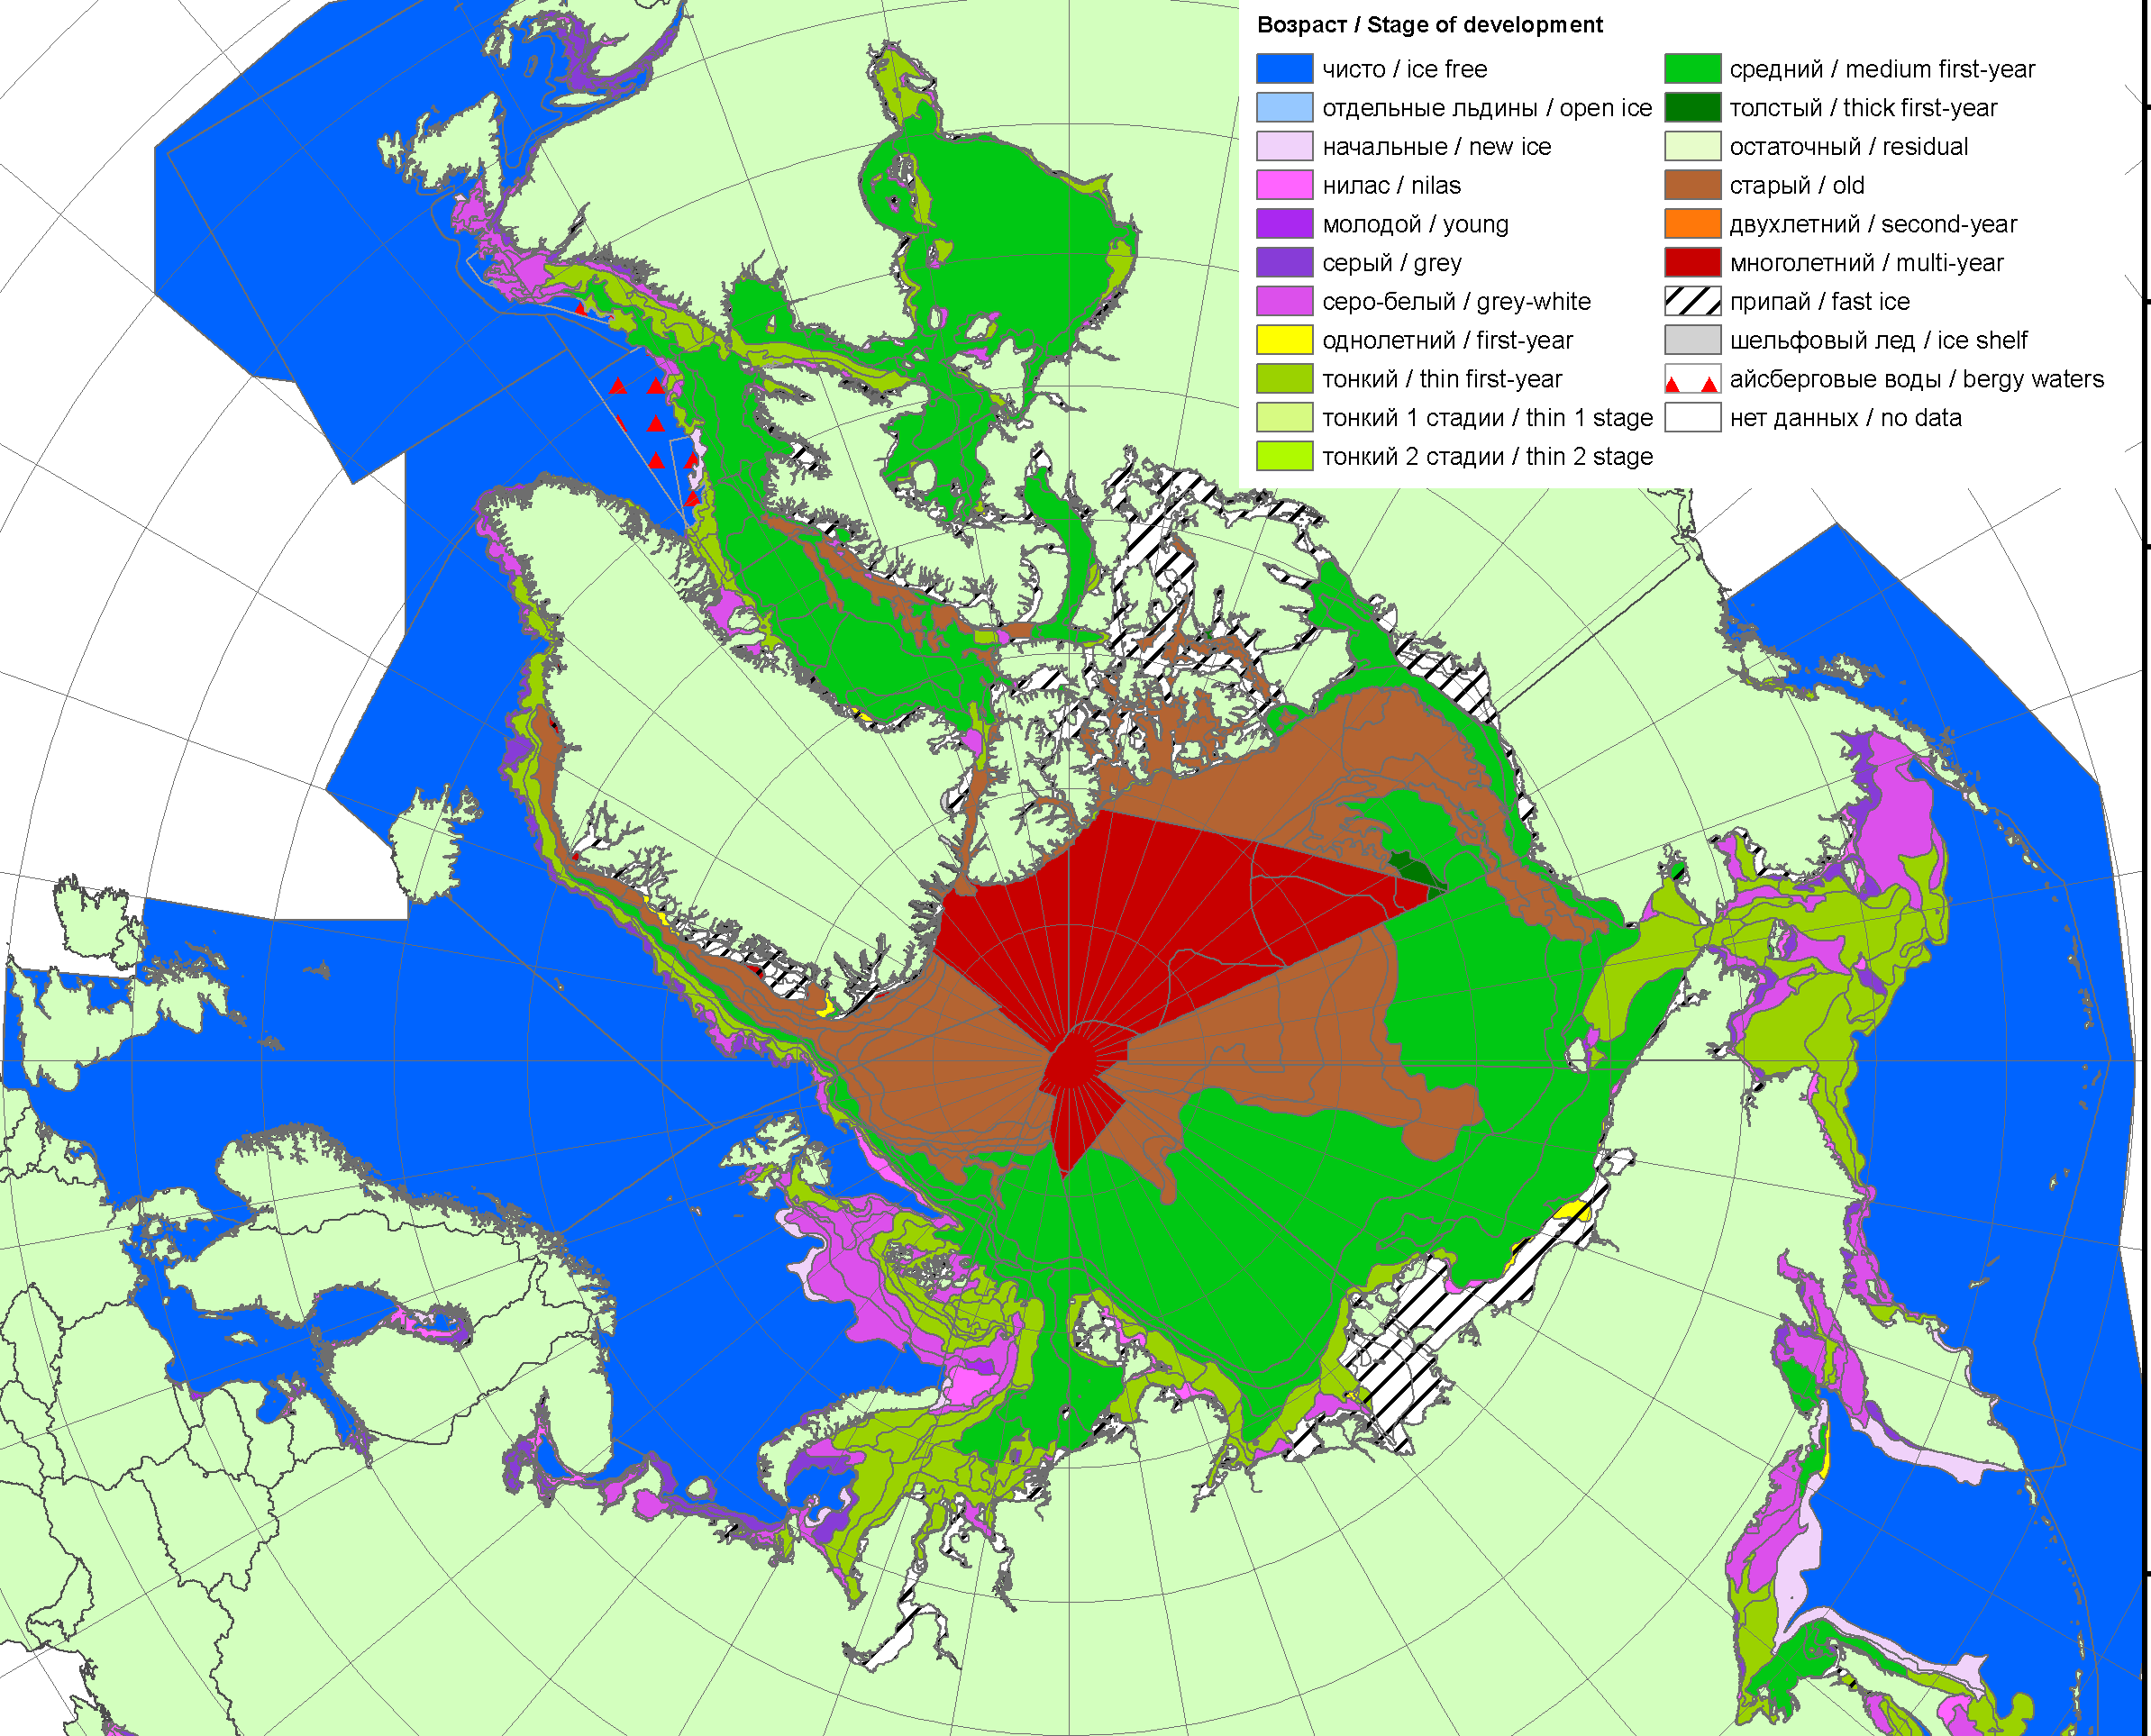 Возраст / Stage of development
чисто / ice free
отдельные льдины / open ice
начальные / new ice
нилас / nilas
молодой / young
серый / grey
серо-белый / grey-white
однолетний / first-year
тонкий / thin first-year
тонкий 1 стадии / thin 1 stage
тонкий 2 стадии / thin 2 stage
средний / medium first-year
толстый / thick first-year
остаточный / residual
старый / old
двухлетний / second-year
многолетний / multi-year
припай / fast ice
шельфовый лед / ice shelf
айсберговые воды / bergy waters
нет данных / no data